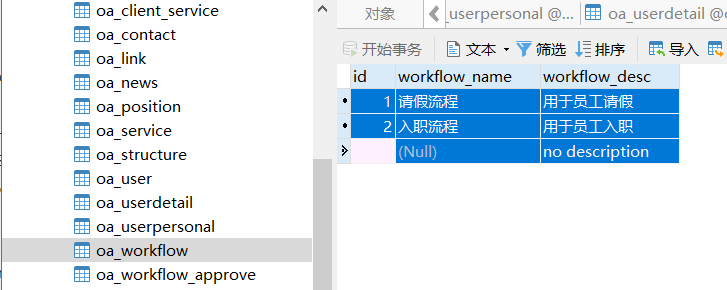 oa_client_service
oa_contact
oa_link
oa_news
oa_position
oa_service
oa_structure
oa_user
oa_userdetail
oa_userpersonal
oa_workflow
oa_workflow_approve
对象 _userpersonal @... oa_userdetail @
开始事务 文本 筛选 排序 导入
id workflow_name workflow_desc
1 请假流程 用于员工请假
2 入职流程 用于员工入职
(Null) no description